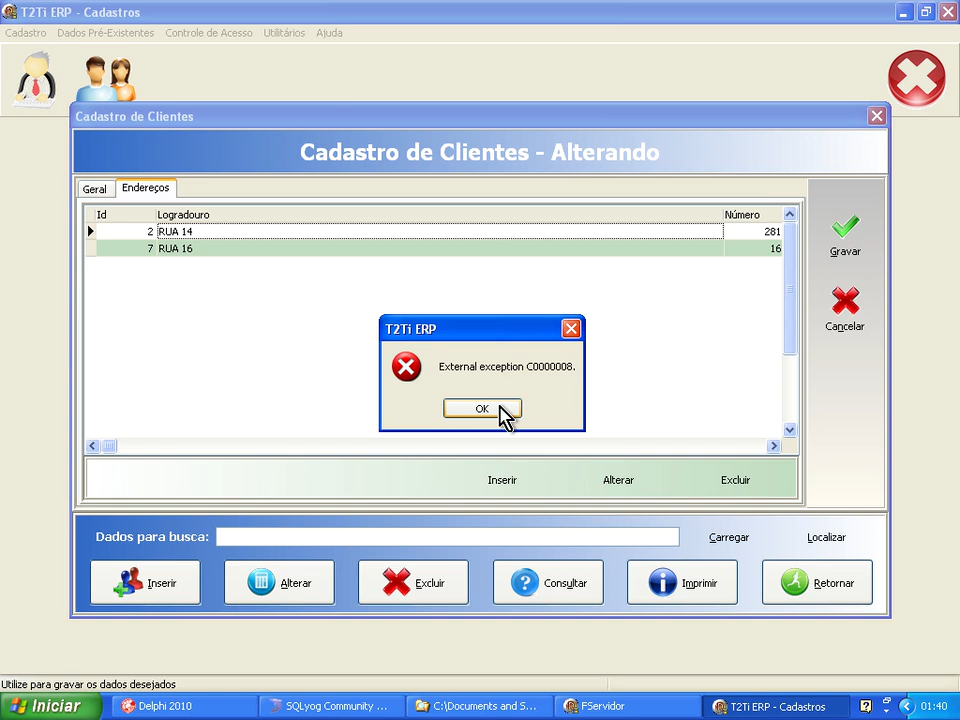 T2Ti ERP - Cadastros
Cadastro Dados Pré-Existentes Controle de Acesso Utilitários Ajuda
Cadastro de Clientes
Cadastro de Clientes - Alterando
Geral Endereços
Id Logradouro Número
2 RUA 14 281
7 RUA 16 16
Gravar
Cancelar
T2Ti ERP
External exception C0000008.
OK
Inserir Alterar Excluir
Dados para busca: Carregar Localizar
Inserir Alterar Excluir Consultar Imprimir Retornar
Utilize para gravar os dados desejados
Iniciar Delphi 2010 SQLyog Community ... C:\Documents and S... FServidor T2Ti ERP - Cadastros 01:40